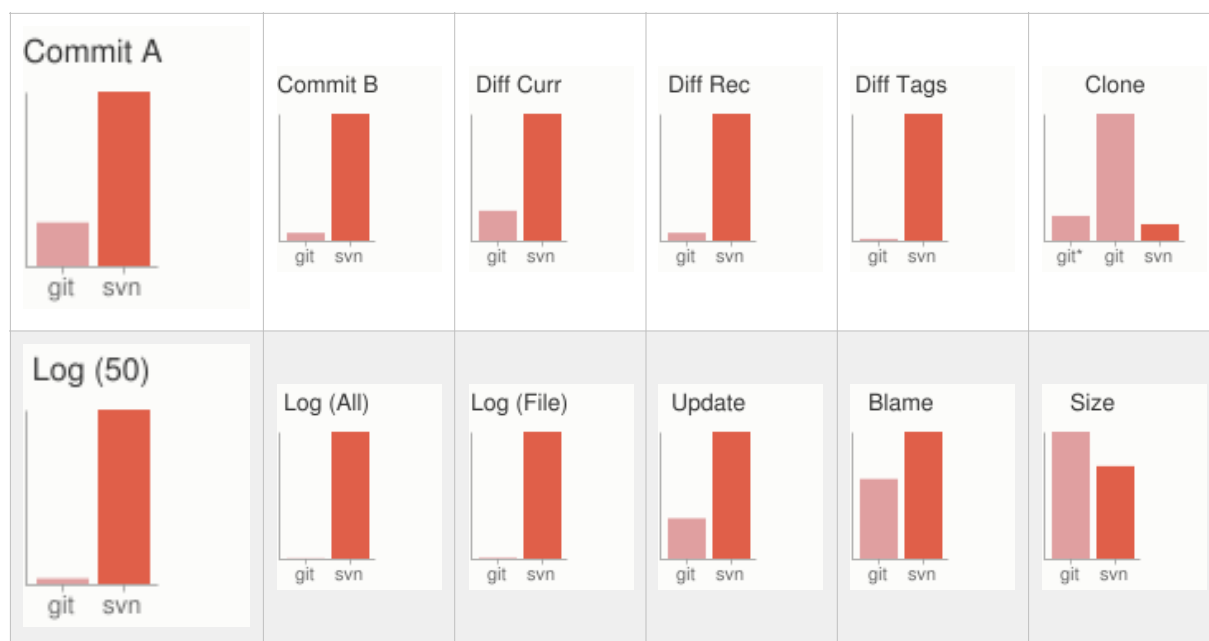 Commit A
git svn
Commit B
git svn
Diff Curr
git svn
Diff Rec
git svn
Diff Tags
git svn
Clone
git* git svn
Log (50)
git svn
Log (All)
git svn
Log (File)
git svn
Update
git svn
Blame
git svn
Size
git svn